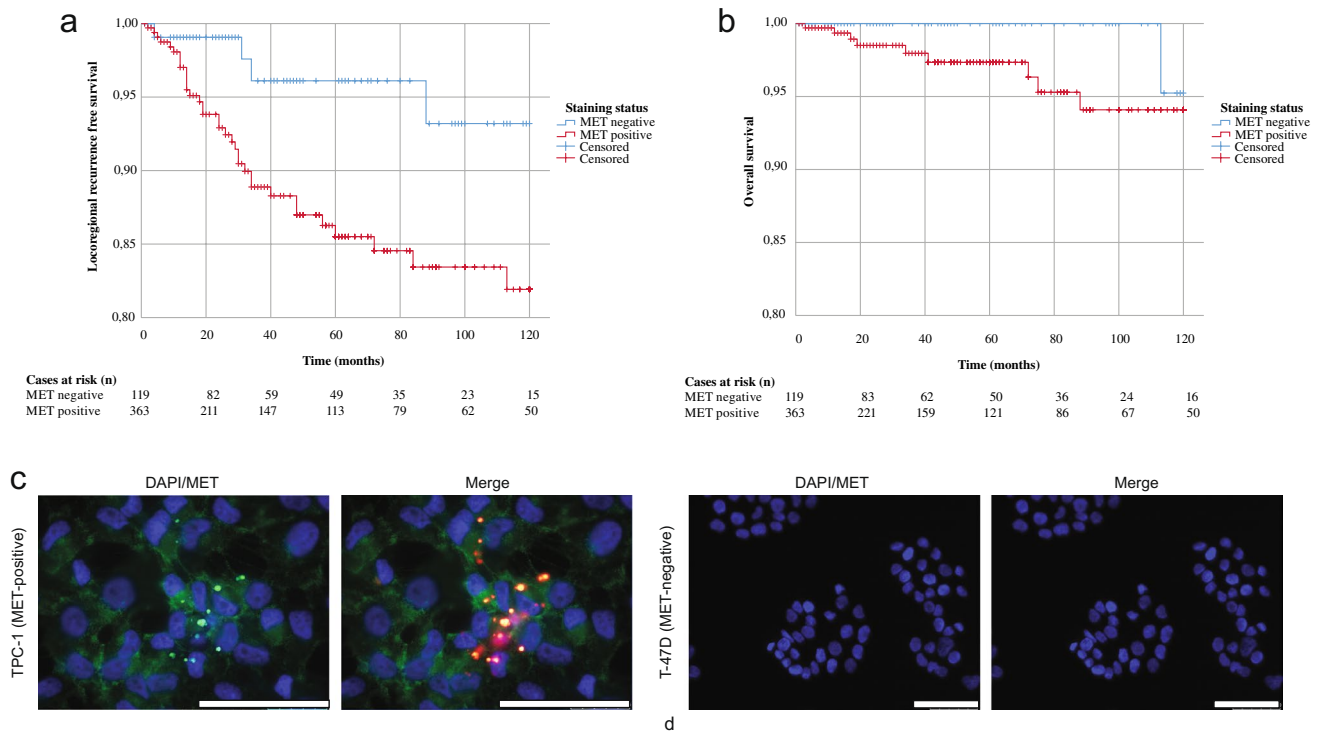 a
Locoregional recurrence free survival
1,00
0,95
0,90
0,85
0,80
0 20 40 60 80 100 120
Time (months)
Staining status
MET negative
MET positive
Censored
Censored
Cases at risk (n)
MET negative 119 82 59 49 35 23 15
MET positive 363 211 147 113 79 62 50
b
Overall survival
1,00
0,95
0,90
0,85
0,80
0 20 40 60 80 100 120
Time (months)
Staining status
MET negative
MET positive
Censored
Censored
Cases at risk (n)
MET negative 119 83 62 50 36 24 16
MET positive 363 221 159 121 86 67 50
c
DAPI/MET Merge
TPC-1 (MET-positive)
DAPI/MET Merge
T-47D (MET-negative)
d